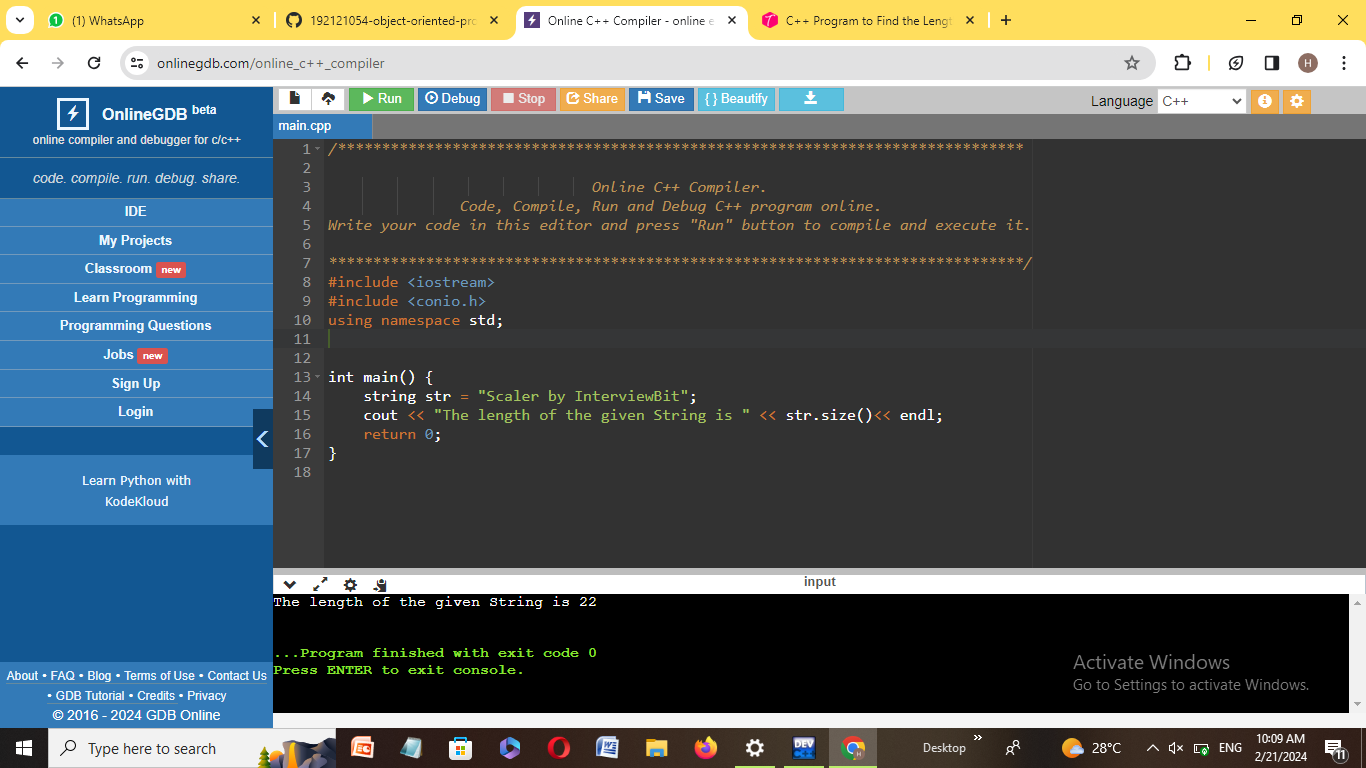 (1) WhatsApp
192121054-object-oriented-pro
Online C++ Compiler - online e
C++ Program to Find the Lengt
onlinegdb.com/online_c++_compiler
H
OnlineGDB beta
online compiler and debugger for c/c++
code. compile. run. debug. share.
IDE
My Projects
Classroom new
Learn Programming
Programming Questions
Jobs new
Sign Up
Login
Learn Python with
KodeKloud
About • FAQ • Blog • Terms of Use • Contact Us
• GDB Tutorial • Credits • Privacy
© 2016 - 2024 GDB Online
Run Debug Stop Share Save { } Beautify
Language C++
main.cpp
1 /******************************************************************************
2
3 Online C++ Compiler.
4 Code, Compile, Run and Debug C++ program online.
5 Write your code in this editor and press "Run" button to compile and execute it.
6
7 *******************************************************************************/
8 #include <iostream>
9 #include <conio.h>
10 using namespace std;
11
12
13 int main() {
14 string str = "Scaler by InterviewBit";
15 cout << "The length of the given String is " << str.size()<< endl;
16 return 0;
17 }
18
input
The length of the given String is 22
...Program finished with exit code 0
Press ENTER to exit console.
Activate Windows
Go to Settings to activate Windows.
Type here to search
DEV
Desktop
28°C
ENG
10:09 AM
2/21/2024
11